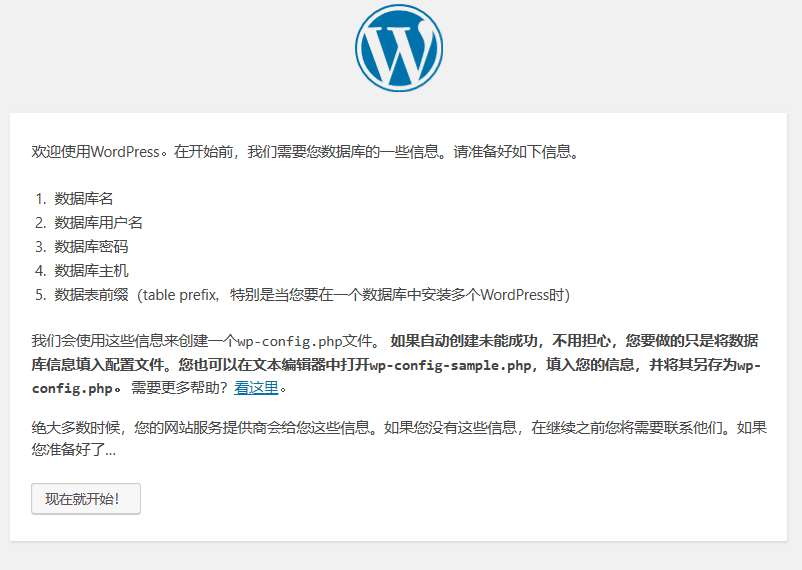 欢迎使用WordPress。在开始前，我们需要您数据库的一些信息。请准备好如下信息。
1. 数据库名
2. 数据库用户名
3. 数据库密码
4. 数据库主机
5. 数据表前缀（table prefix，特别是当您要在一个数据库中安装多个WordPress时）
我们会使用这些信息来创建一个wp-config.php文件。 如果自动创建未能成功，不用担心，您要做的只是将数据
库信息填入配置文件。您也可以在文本编辑器中打开wp-config-sample.php，填入您的信息，并将其另存为wp-
config.php。 需要更多帮助？看这里。
绝大多数时候，您的网站服务提供商会给您这些信息。如果您没有这些信息，在继续之前您将需要联系他们。如果
您准备好了...
现在就开始！